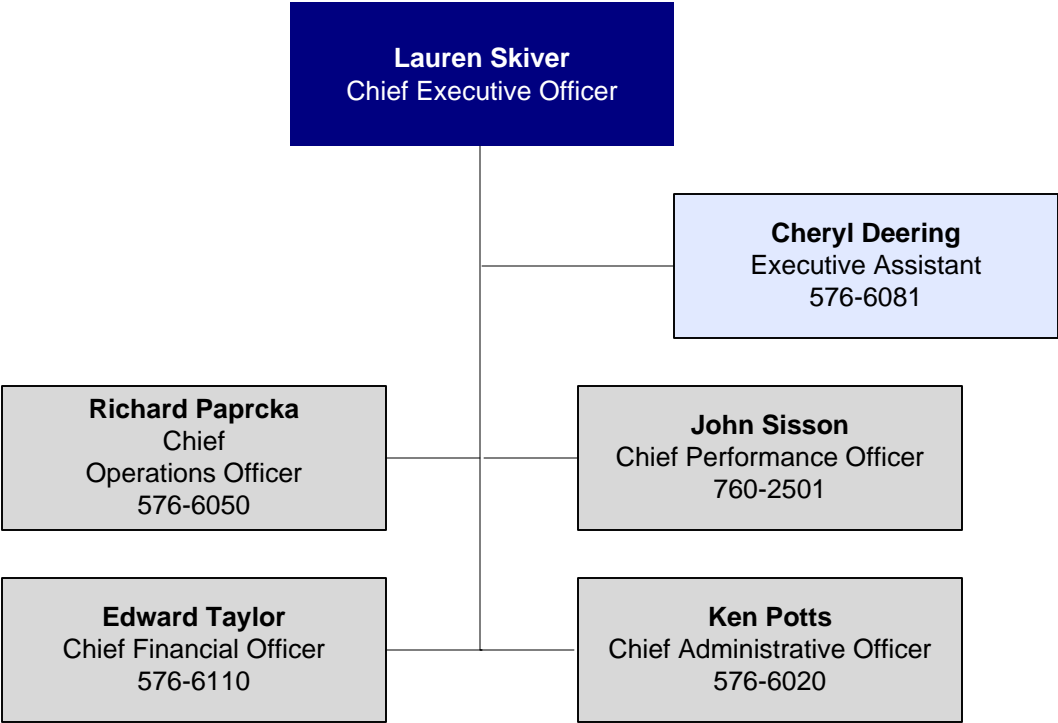 Lauren Skiver
Chief Executive Officer
Cheryl Deering
Executive Assistant
576-6081
Richard Paprcka
Chief
Operations Officer
576-6050
John Sisson
Chief Performance Officer
760-2501
Edward Taylor
Chief Financial Officer
576-6110
Ken Potts
Chief Administrative Officer
576-6020